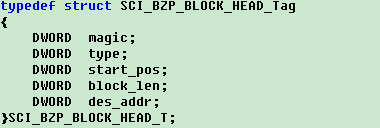 typedef struct SCI_BZP_BLOCK_HEAD_Tag
{
DWORD magic;
DWORD type;
DWORD start_pos;
DWORD block_len;
DWORD des_addr;
}SCI_BZP_BLOCK_HEAD_T;